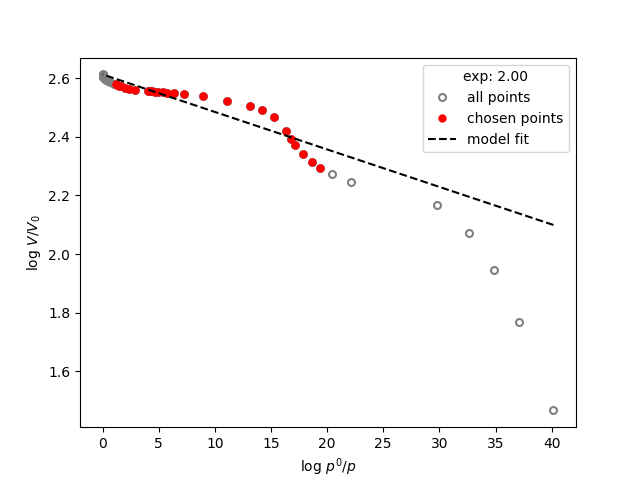 exp: 2.00
all points
chosen points
model fit
2.6
2.4
2.2
2.0
1.8
1.6
log V/V₀
0
5
10
15
20
25
30
35
40
log p⁰/p